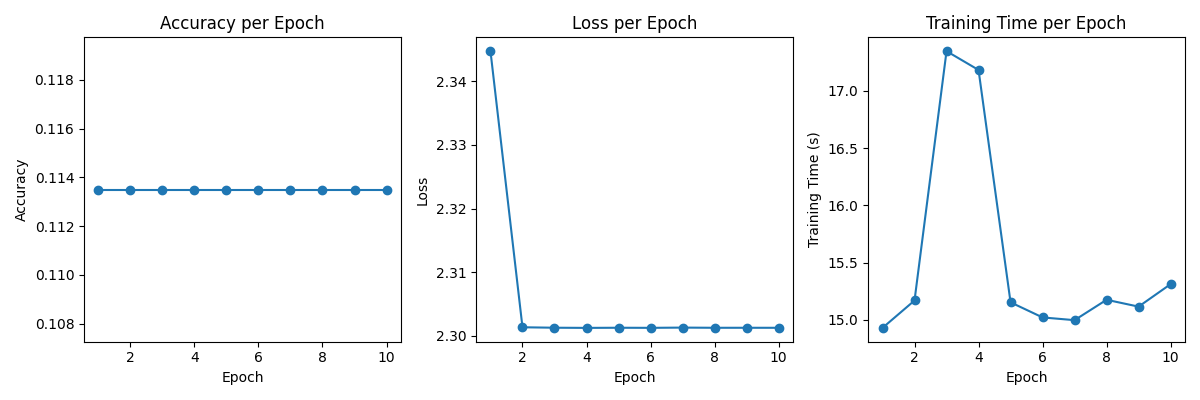 Accuracy per Epoch
0.118
0.116
0.114
0.112
0.110
0.108
Accuracy
2 4 6 8 10
Epoch
Loss per Epoch
2.34
2.33
2.32
2.31
2.30
Loss
2 4 6 8 10
Epoch
Training Time per Epoch
17.0
16.5
16.0
15.5
15.0
Training Time (s)
2 4 6 8 10
Epoch